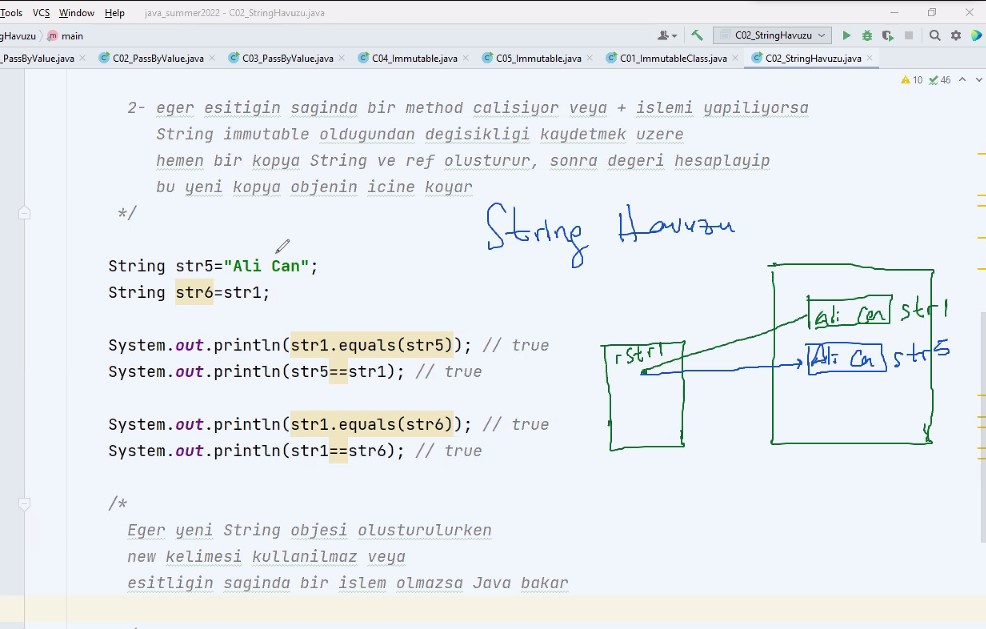 Tools VCS Window Help java_summer2022 - C02_StringHavuzu.java
gHavuzu main C02_StringHavuzu
_PassByValue.java C02_PassByValue.java C03_PassByValue.java C04_Immutable.java C05_Immutable.java C01_ImmutableClass.java C02_StringHavuzu.java
10 46
2- eger esitigin saginda bir method calisiyor veya + islemi yapiliyorsa
String immutable oldugundan degisikligi kaydetmek uzere
hemen bir kopya String ve ref olusturur, sonra degeri hesaplayip
bu yeni kopya objenin icine koyar
*/
String Havuzu
String str5="Ali Can";
String str6=str1;
Ali Can str1
System.out.println(str1.equals(str5)); // true
rstr1 Ali Can str5
System.out.println(str5==str1); // true
System.out.println(str1.equals(str6)); // true
System.out.println(str1==str6); // true
/*
Eger yeni String objesi olusturulurken
new kelimesi kullanilmaz veya
esitligin saginda bir islem olmazsa Java bakar